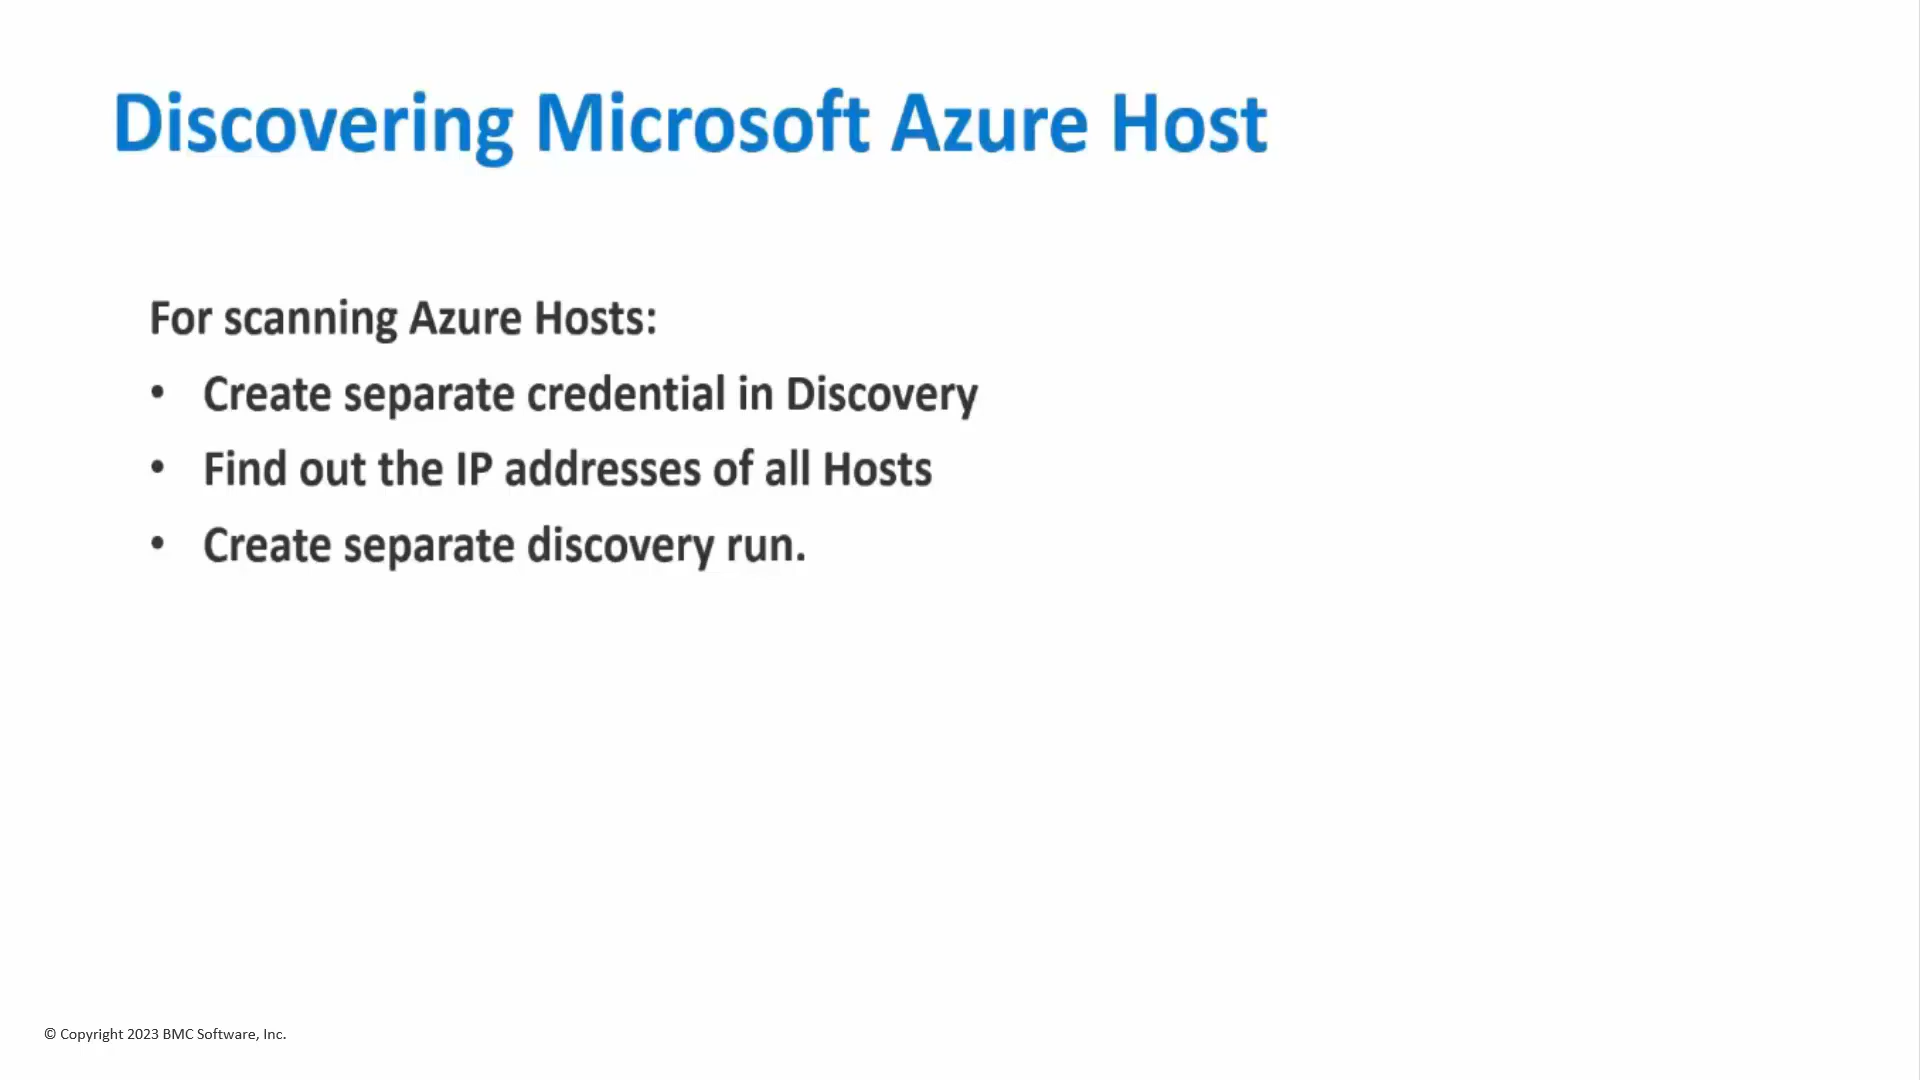 Discovering Microsoft Azure Host
For scanning Azure Hosts:
• Create separate credential in Discovery
• Find out the IP addresses of all Hosts
• Create separate discovery run.
© Copyright 2023 BMC Software, Inc.